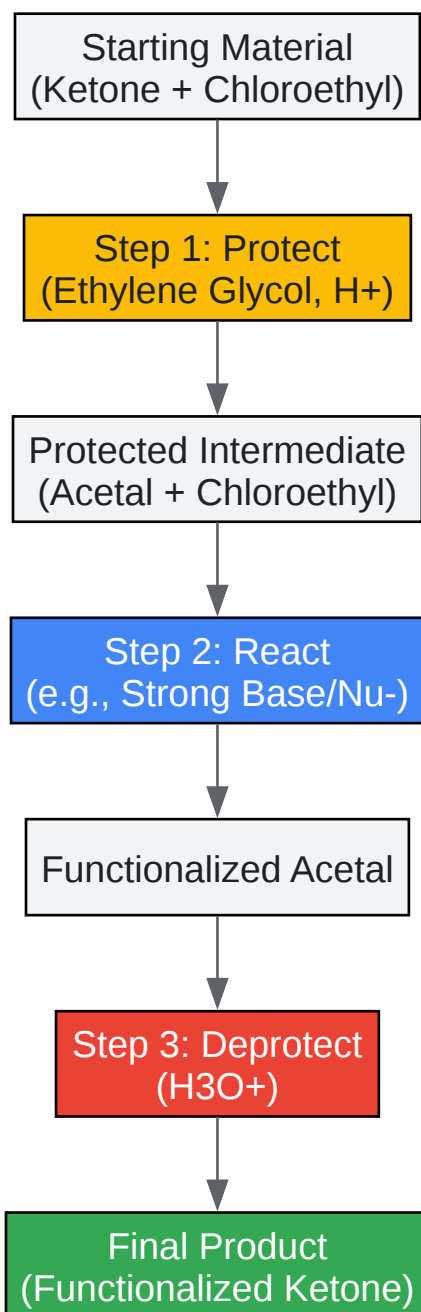 Starting Material
(Ketone + Chloroethyl)
Step 1: Protect
(Ethylene Glycol, H+)
Protected Intermediate
(Acetal + Chloroethyl)
Step 2: React
(e.g., Strong Base/Nu-)
Functionalized Acetal
Step 3: Deprotect
(H3O+)
Final Product
(Functionalized Ketone)